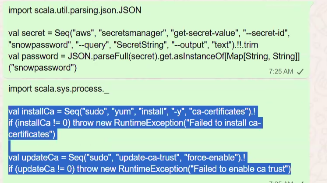 import scala.util.parsing.json.JSON
val secret = Seq("aws", "secretsmanager", "get-secret-value", "--secret-id",
"snowpassword", "--query", "SecretString", "--output", "text").!!.trim
val password = JSON.parseFull(secret).get.asInstanceOf[Map[String, String]]
("snowpassword")
7:25 AM
import scala.sys.process._
val installCa = Seq("sudo", "yum", "install", "-y", "ca-certificates").!
if (installCa != 0) throw new RuntimeException("Failed to install ca-
certificates")
val updateCa = Seq("sudo", "update-ca-trust", "force-enable").!
if (updateCa != 0) throw new RuntimeException("Failed to enable ca trust")